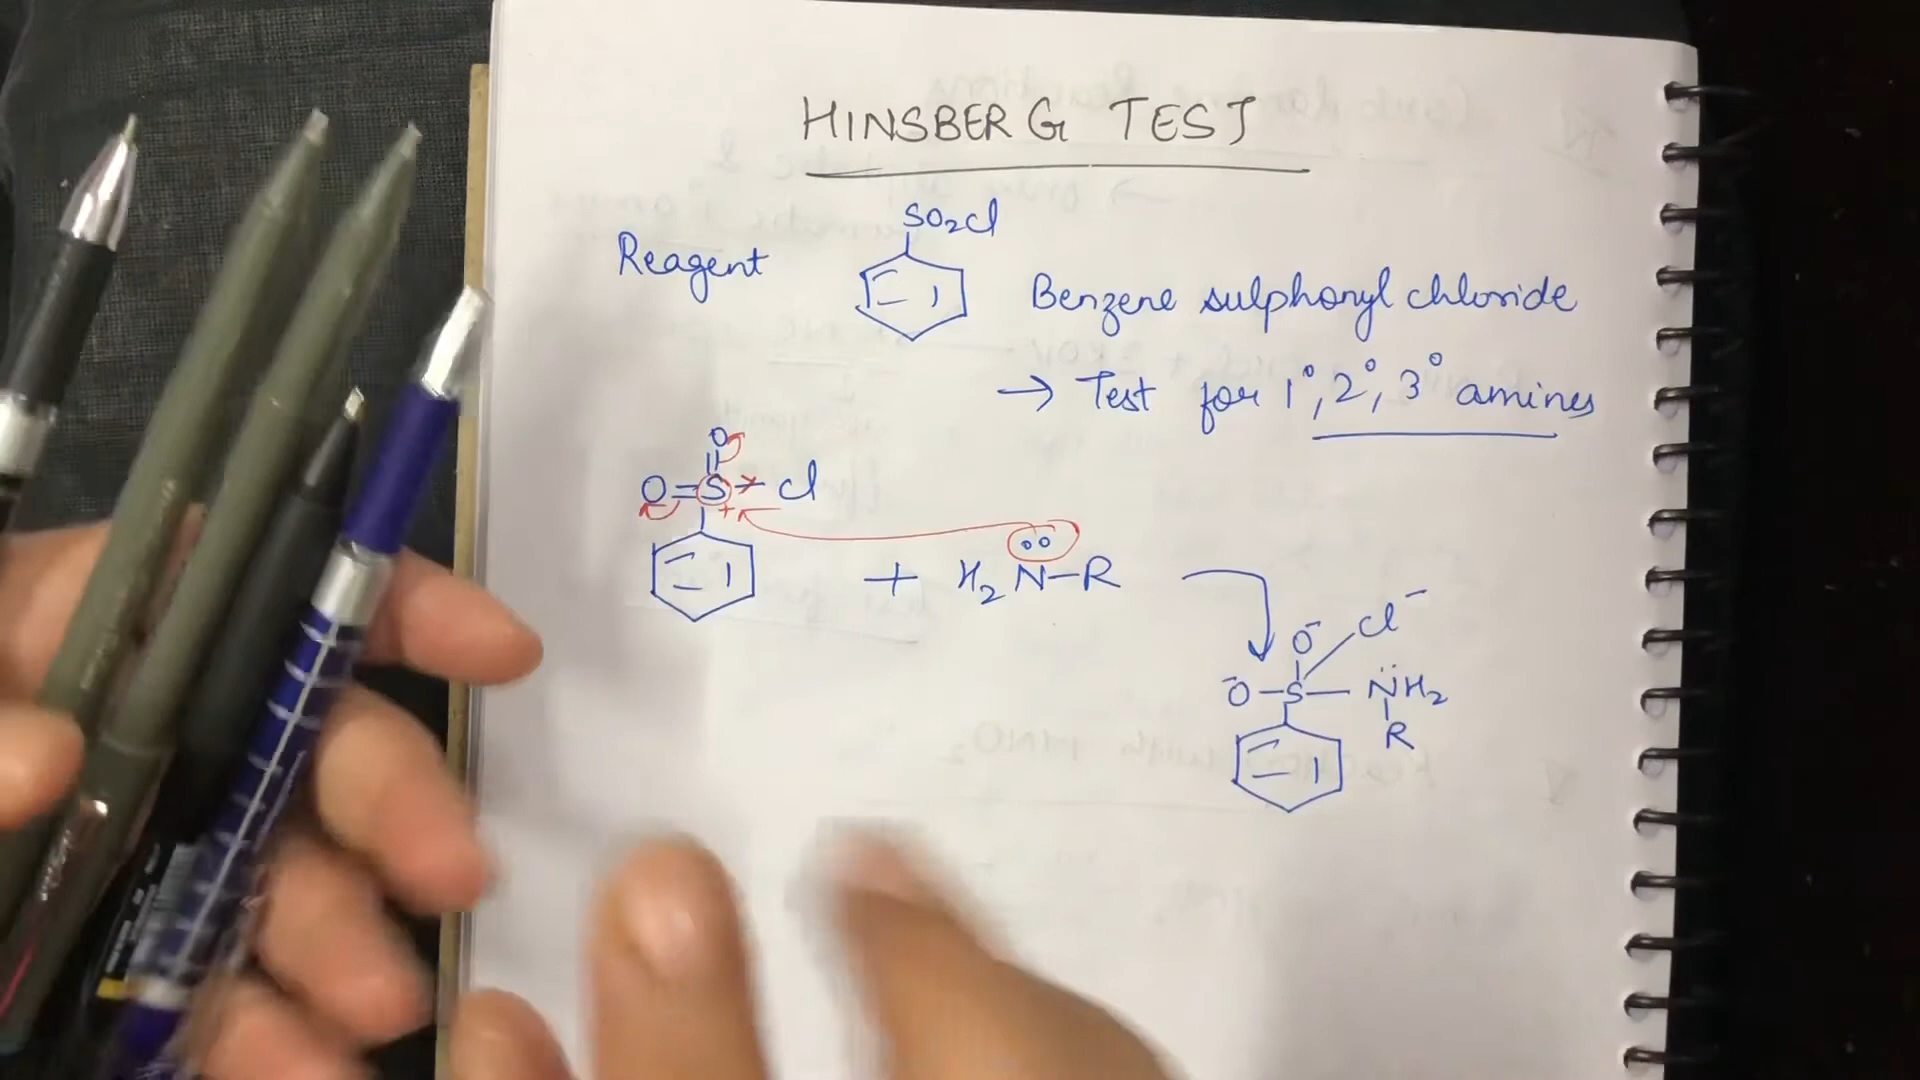 HINSBERG TEST
SO₂Cl
Reagent
Benzene sulphonyl chloride
→ Test for 1°, 2°, 3° amines
O
O=S–Cl
+
+ H₂N–R
O⁻ Cl⁻
⁻O–S–NH₂
R